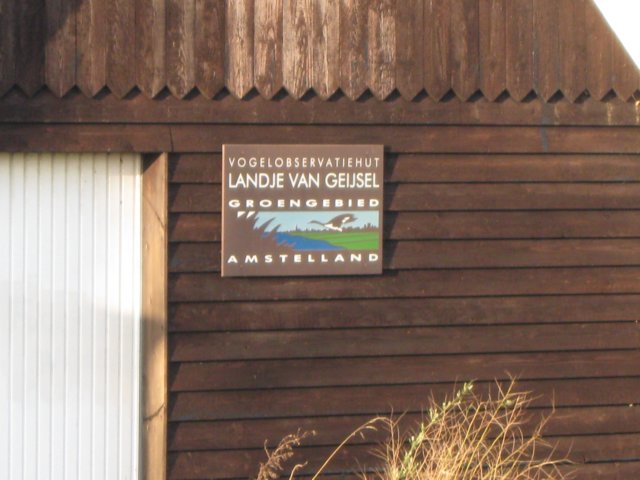 VOGELOBSERVATIEHUT
LANDJE VAN GEIJSEL
GROENGEBIED
AMSTELLAND